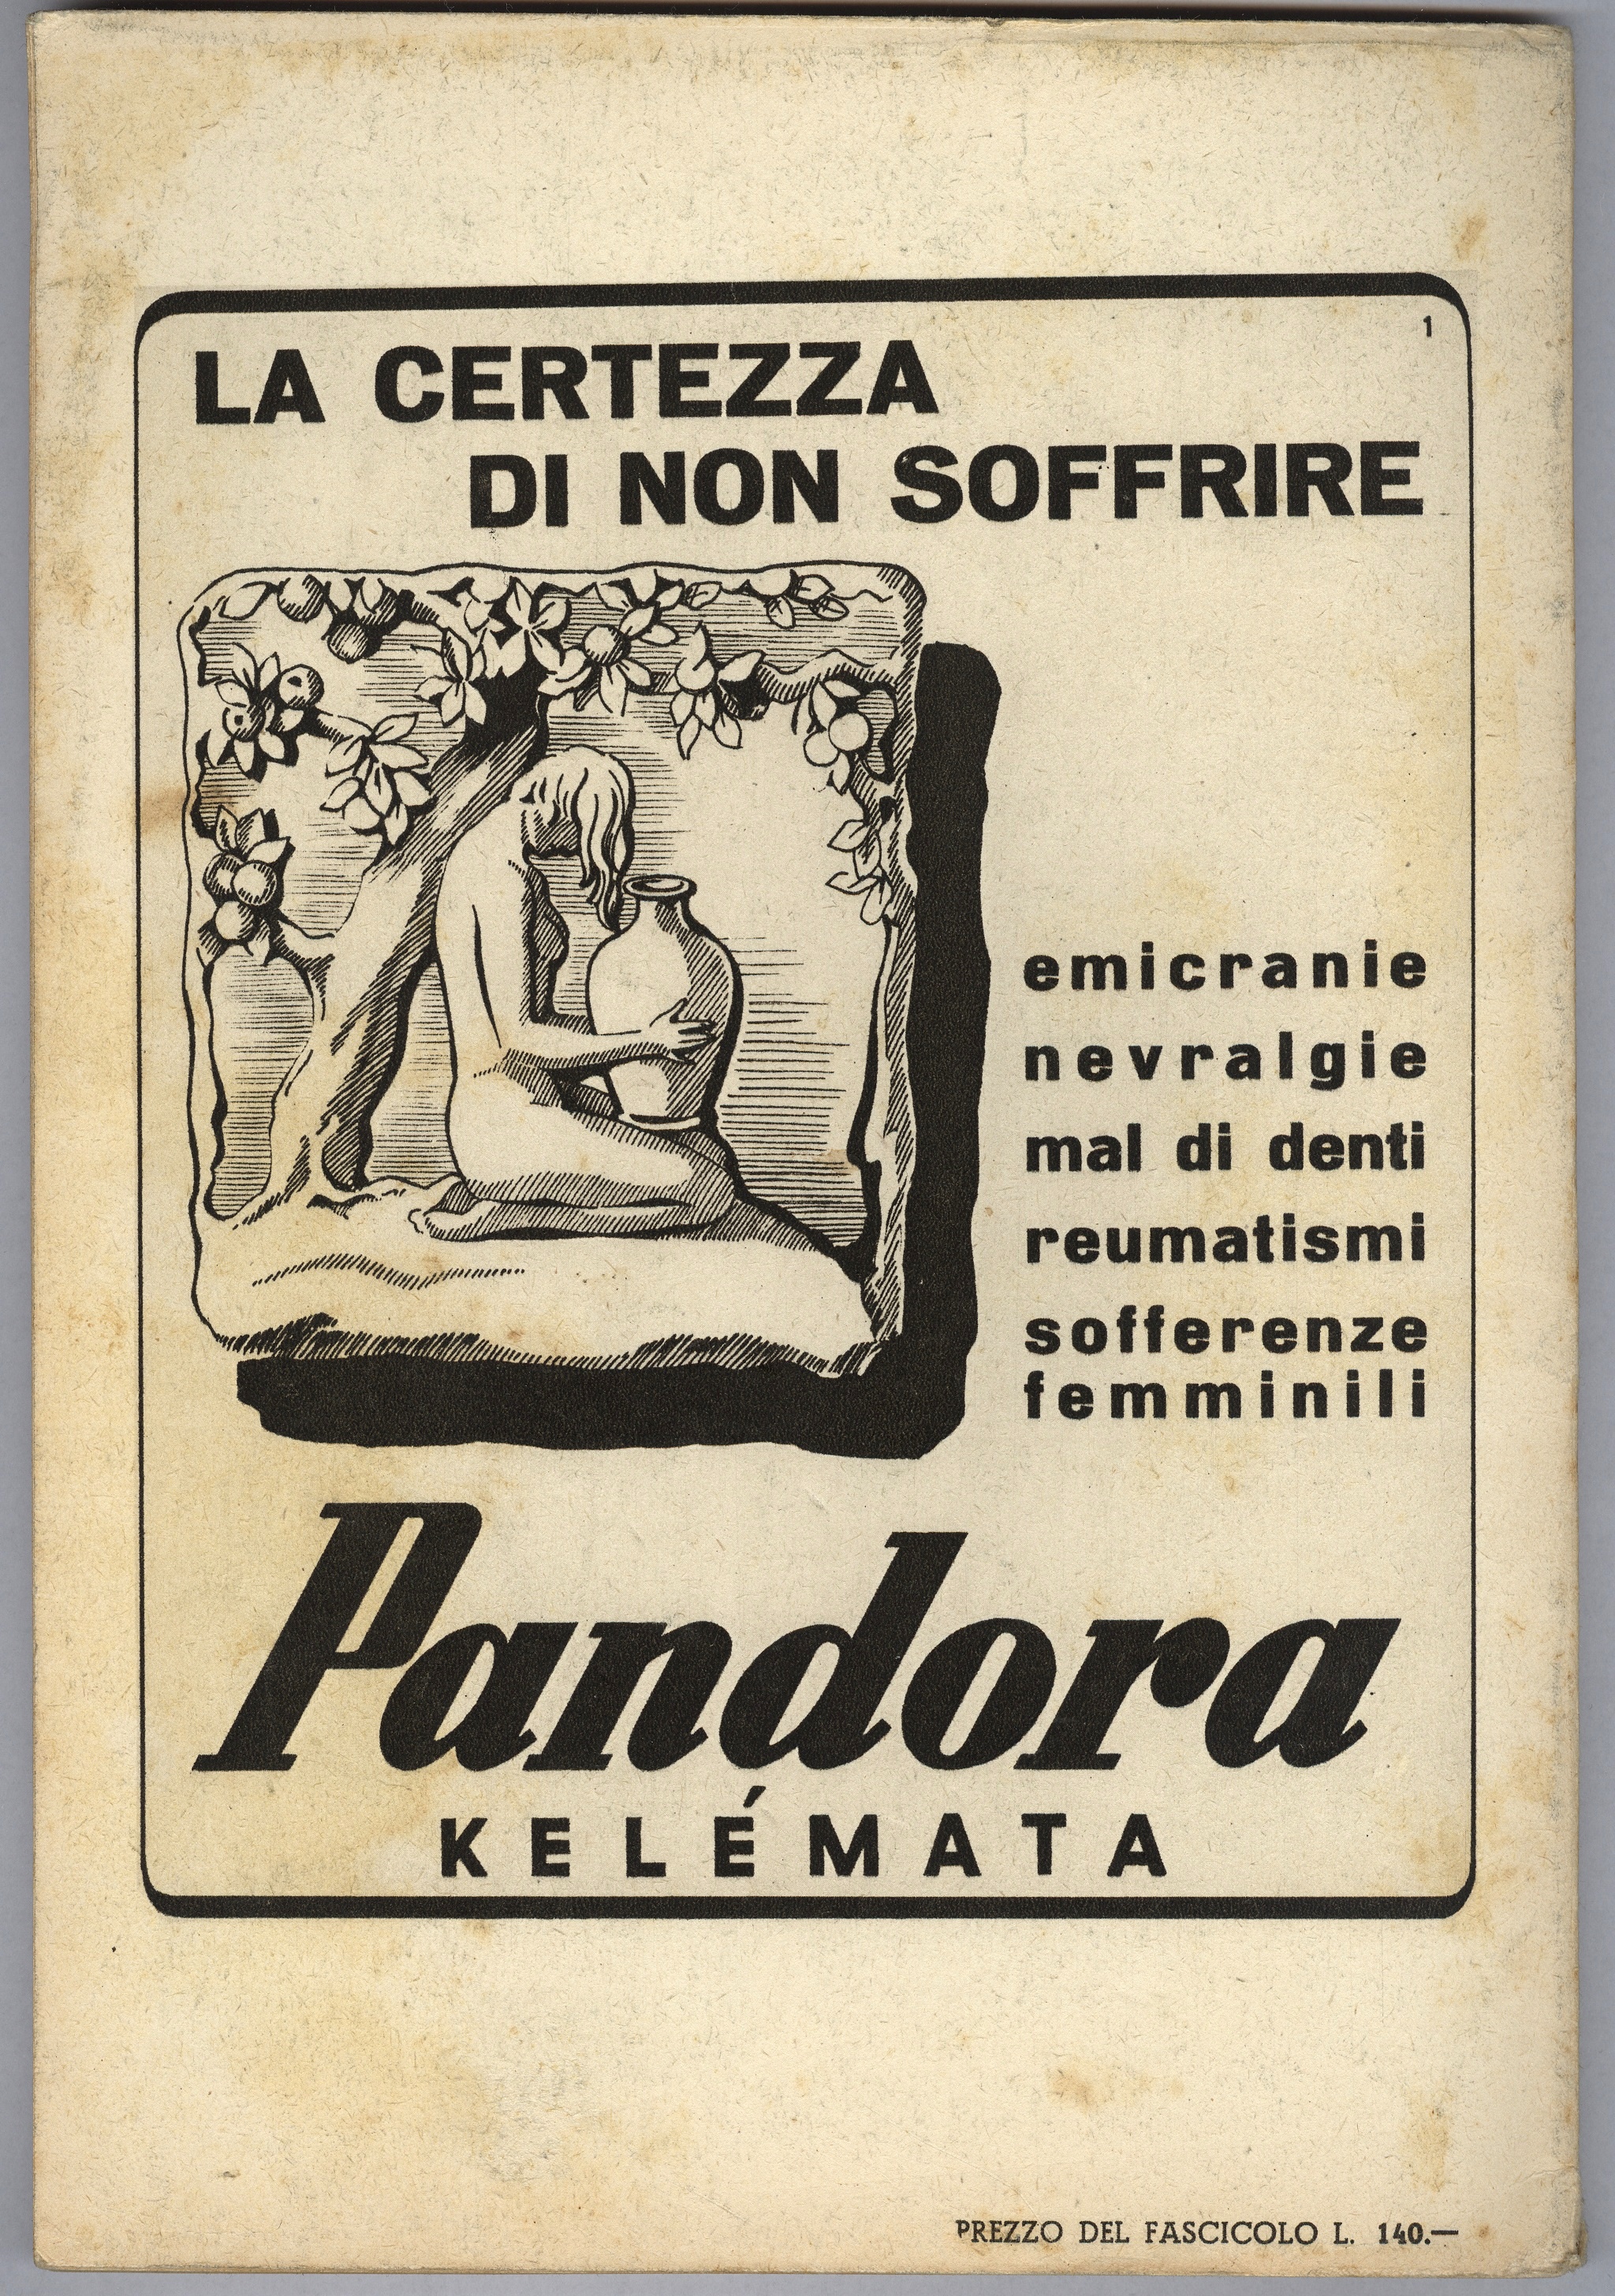 1
LA CERTEZZA
DI NON SOFFRIRE
emicranie
nevralgie
mal di denti
reumatismi
sofferenze
femminili
Pandora
KELÉMATA
PREZZO DEL FASCICOLO L. 140.—